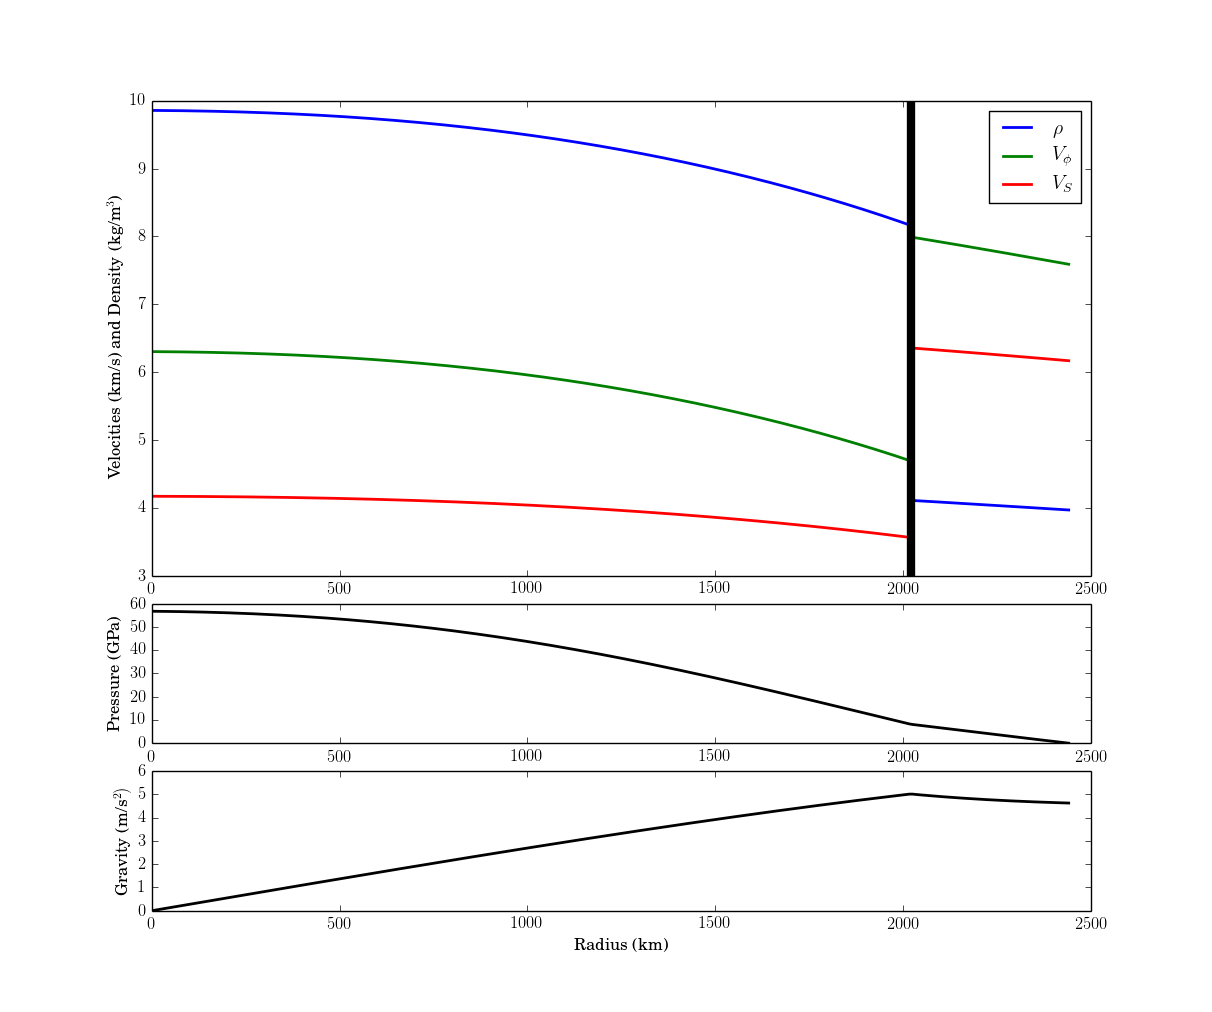 Velocities (km/s) and Density (kg/m³)
10
9
8
7
6
5
4
3
ρ
V_ϕ
V_S
0 500 1000 1500 2000 2500
Pressure (GPa)
60
50
40
30
20
10
0
0 500 1000 1500 2000 2500
Gravity (m/s²)
6
5
4
3
2
1
0
0 500 1000 1500 2000 2500
Radius (km)